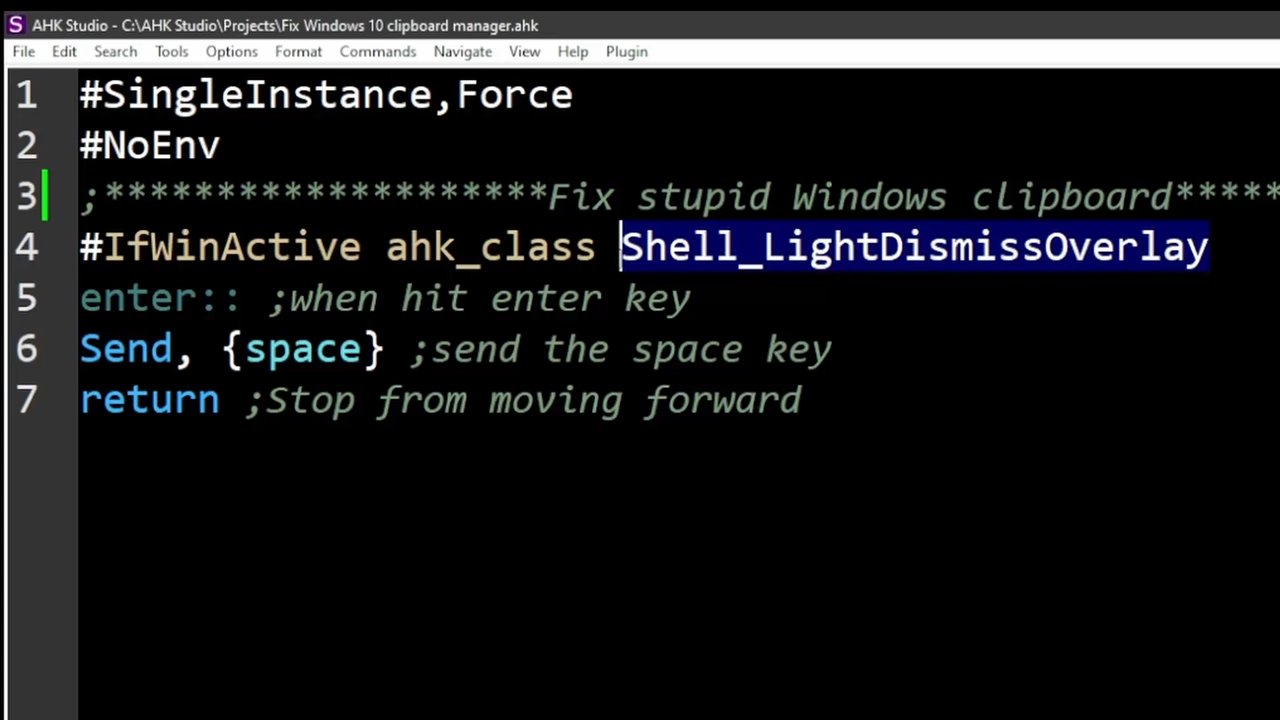 S AHK Studio - C:\AHK Studio\Projects\Fix Windows 10 clipboard manager.ahk
File Edit Search Tools Options Format Commands Navigate View Help Plugin
1 #SingleInstance,Force
2 #NoEnv
3 ;*******************Fix stupid Windows clipboard*****
4 #IfWinActive ahk_class Shell_LightDismissOverlay
5 enter:: ;when hit enter key
6 Send, {space} ;send the space key
7 return ;Stop from moving forward